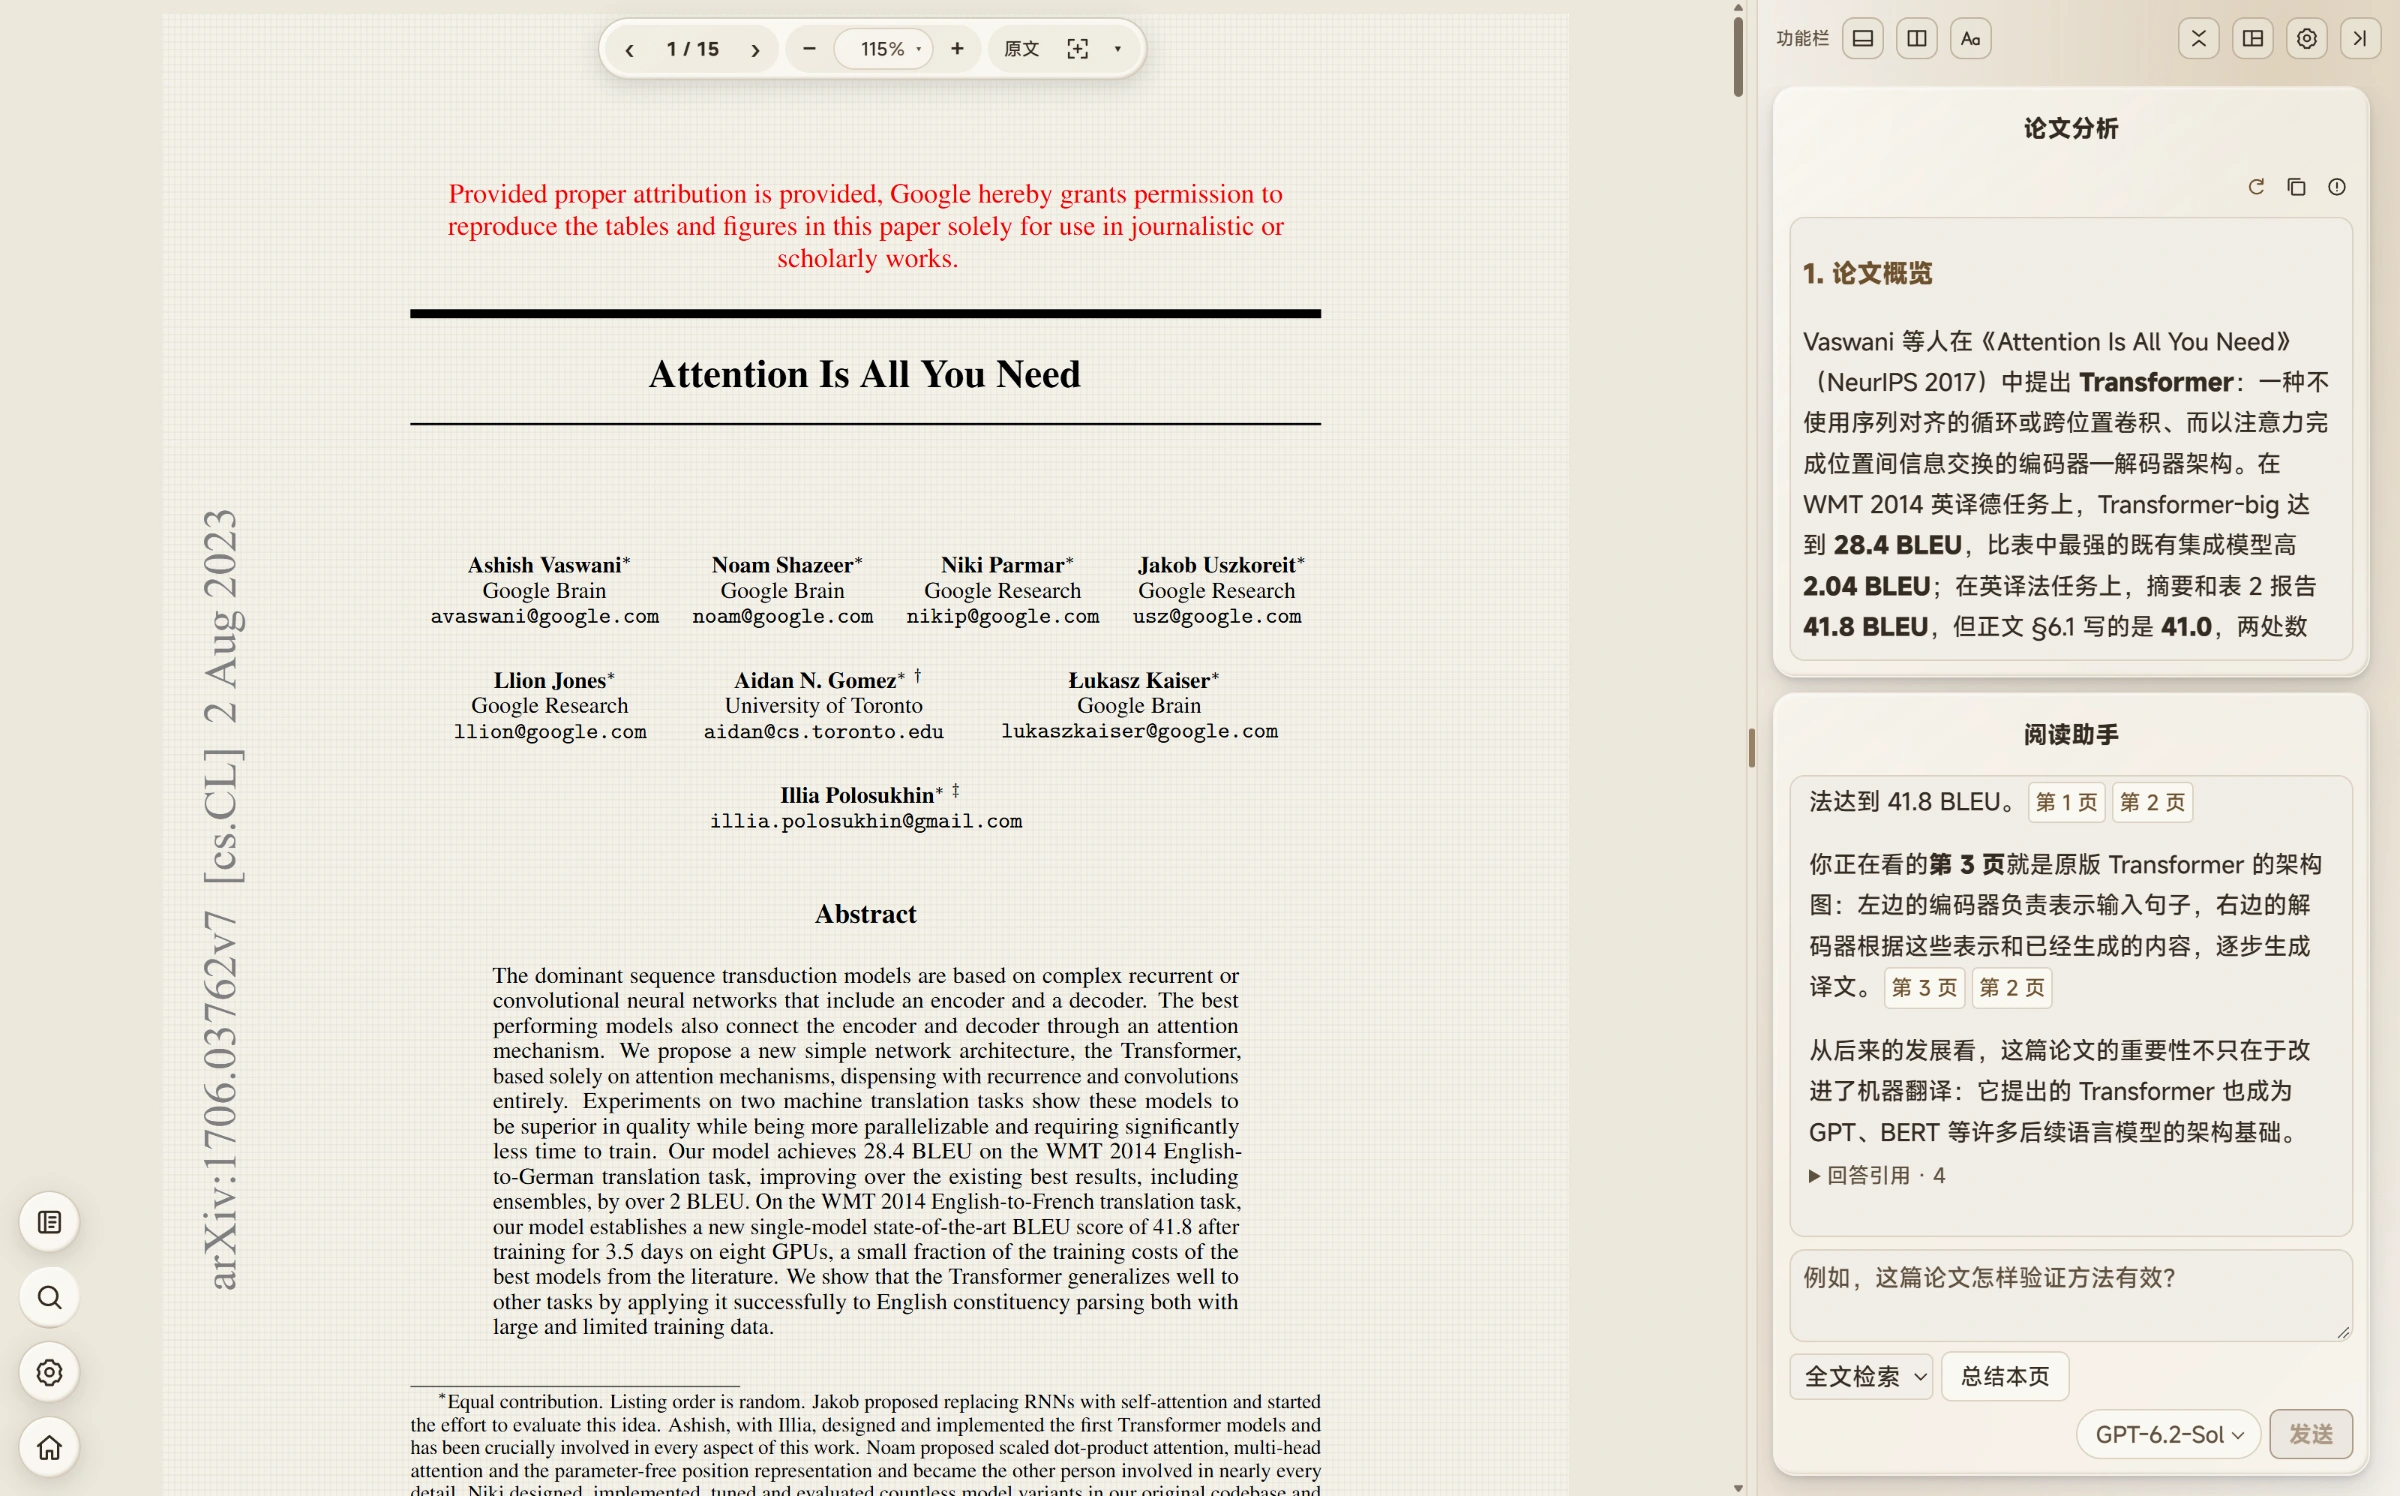 1 / 15
115%
原文
Provided proper attribution is provided, Google hereby grants permission to
reproduce the tables and figures in this paper solely for use in journalistic or
scholarly works.
Attention Is All You Need
Ashish Vaswani* Noam Shazeer* Niki Parmar* Jakob Uszkoreit*
Google Brain Google Brain Google Research Google Research
avaswani@google.com noam@google.com nikip@google.com usz@google.com
Llion Jones* Aidan N. Gomez* † Łukasz Kaiser*
Google Research University of Toronto Google Brain
llion@google.com aidan@cs.toronto.edu lukaszkaiser@google.com
Illia Polosukhin* ‡
illia.polosukhin@gmail.com
arXiv:1706.03762v7 [cs.CL] 2 Aug 2023
Abstract
The dominant sequence transduction models are based on complex recurrent or
convolutional neural networks that include an encoder and a decoder. The best
performing models also connect the encoder and decoder through an attention
mechanism. We propose a new simple network architecture, the Transformer,
based solely on attention mechanisms, dispensing with recurrence and convolutions
entirely. Experiments on two machine translation tasks show these models to
be superior in quality while being more parallelizable and requiring significantly
less time to train. Our model achieves 28.4 BLEU on the WMT 2014 English-
to-German translation task, improving over the existing best results, including
ensembles, by over 2 BLEU. On the WMT 2014 English-to-French translation task,
our model establishes a new single-model state-of-the-art BLEU score of 41.8 after
training for 3.5 days on eight GPUs, a small fraction of the training costs of the
best models from the literature. We show that the Transformer generalizes well to
other tasks by applying it successfully to English constituency parsing both with
large and limited training data.
*Equal contribution. Listing order is random. Jakob proposed replacing RNNs with self-attention and started
the effort to evaluate this idea. Ashish, with Illia, designed and implemented the first Transformer models and
has been crucially involved in every aspect of this work. Noam proposed scaled dot-product attention, multi-head
attention and the parameter-free position representation and became the other person involved in nearly every
detail. Niki designed, implemented, tuned and evaluated countless model variants in our original codebase and
功能栏
Aa
论文分析
1. 论文概览
Vaswani 等人在《Attention Is All You Need》
（NeurIPS 2017）中提出 Transformer：一种不
使用序列对齐的循环或跨位置卷积、而以注意力完
成位置间信息交换的编码器—解码器架构。在
WMT 2014 英译德任务上，Transformer-big 达
到 28.4 BLEU，比表中最强的既有集成模型高
2.04 BLEU；在英译法任务上，摘要和表 2 报告
41.8 BLEU，但正文 §6.1 写的是 41.0，两处数
阅读助手
法达到 41.8 BLEU。 第 1 页 第 2 页
你正在看的第 3 页就是原版 Transformer 的架构
图：左边的编码器负责表示输入句子，右边的解
码器根据这些表示和已经生成的内容，逐步生成
译文。 第 3 页 第 2 页
从后来的发展看，这篇论文的重要性不只在于改
进了机器翻译：它提出的 Transformer 也成为
GPT、BERT 等许多后续语言模型的架构基础。
回答引用 · 4
例如，这篇论文怎样验证方法有效？
全文检索
总结本页
GPT-6.2-Sol
发送